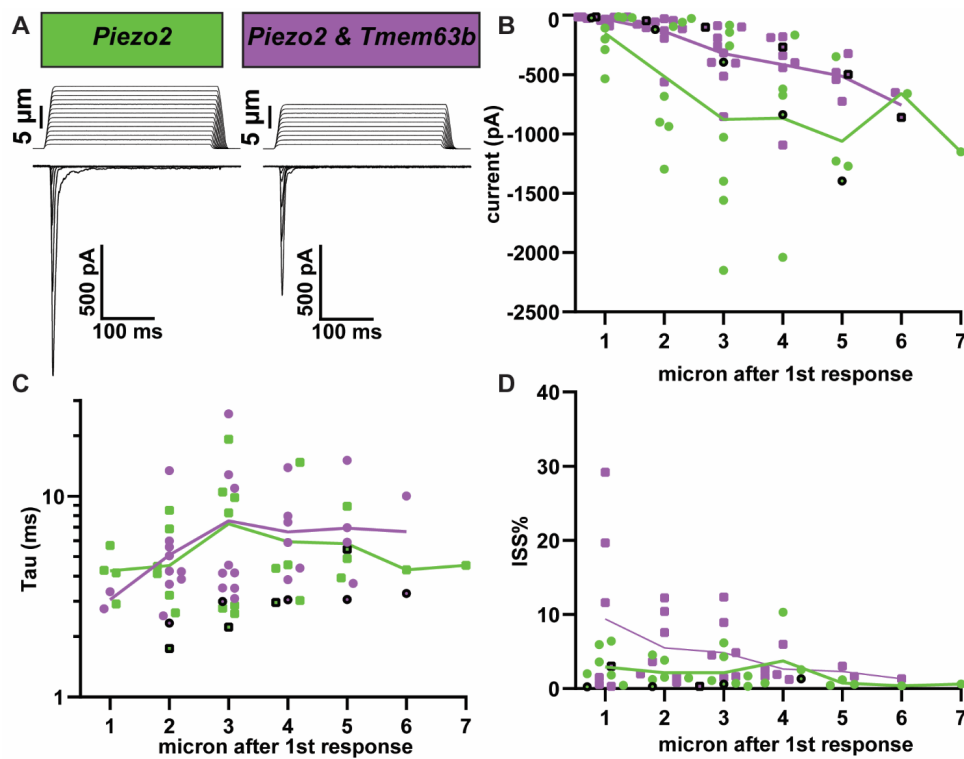 A
Piezo2
Piezo2 & Tmem63b
5 µm
5 µm
500 pA
100 ms
500 pA
100 ms
B
current (pA)
0
-500
-1000
-1500
-2000
-2500
1 2 3 4 5 6 7
micron after 1st response
C
Tau (ms)
10
1
1 2 3 4 5 6 7
micron after 1st response
D
ISS%
40
30
20
10
0
1 2 3 4 5 6 7
micron after 1st response